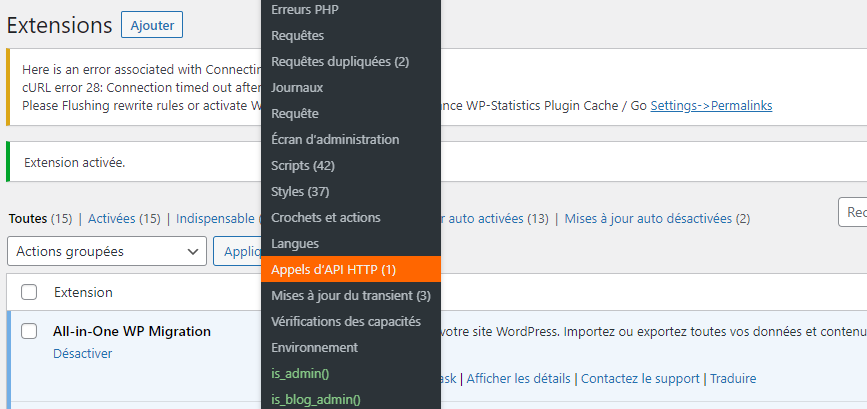 Extensions
Ajouter
Here is an error associated with Connectin
cURL error 28: Connection timed out after
Please Flushing rewrite rules or activate W
nce WP-Statistics Plugin Cache / Go Settings->Permalinks
Extension activée.
Toutes (15) | Activées (15) | Indispensable (
r auto activées (13) | Mises à jour auto désactivées (2)
Rec
Actions groupées
Appliq
Extension
All-in-One WP Migration
Désactiver
votre site WordPress. Importez ou exportez toutes vos données et contenu
ask | Afficher les détails | Contactez le support | Traduire
Erreurs PHP
Requêtes
Requêtes dupliquées (2)
Journaux
Requête
Écran d'administration
Scripts (42)
Styles (37)
Crochets et actions
Langues
Appels d'API HTTP (1)
Mises à jour du transient (3)
Vérifications des capacités
Environnement
is_admin()
is_blog_admin()